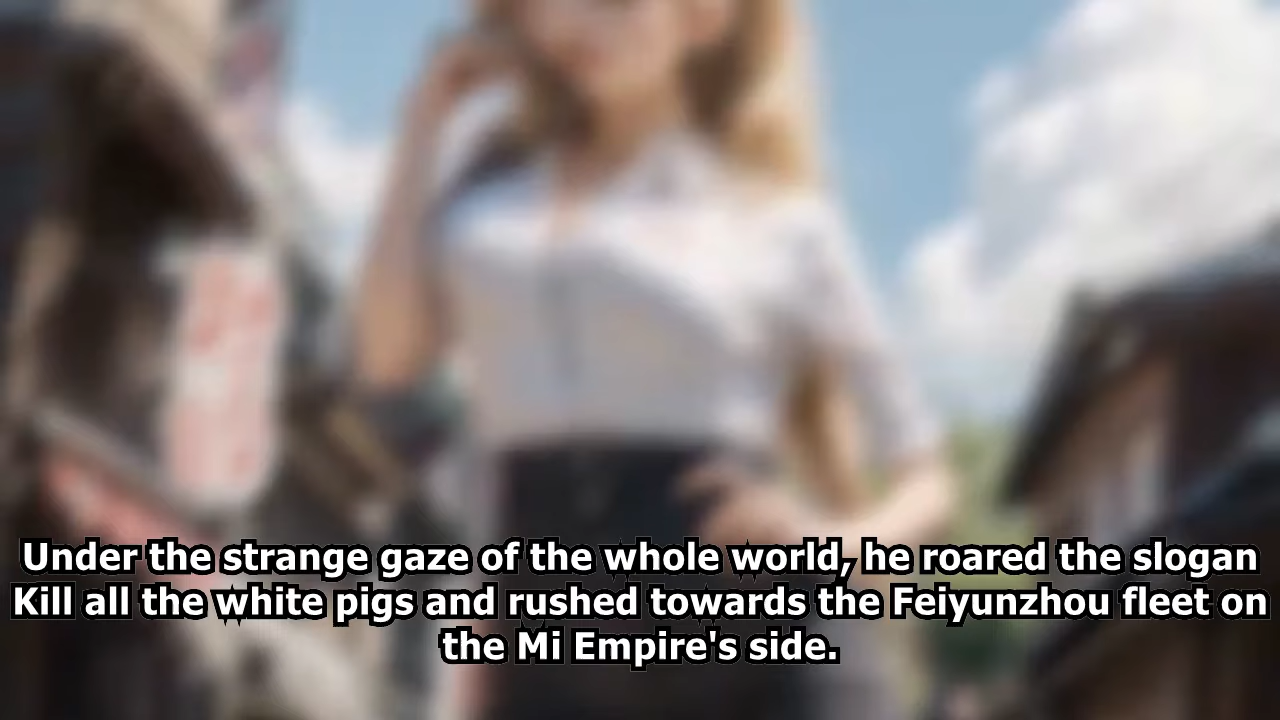 Under the strange gaze of the whole world, he roared the slogan
Kill all the white pigs and rushed towards the Feiyunzhou fleet on
the Mi Empire's side.